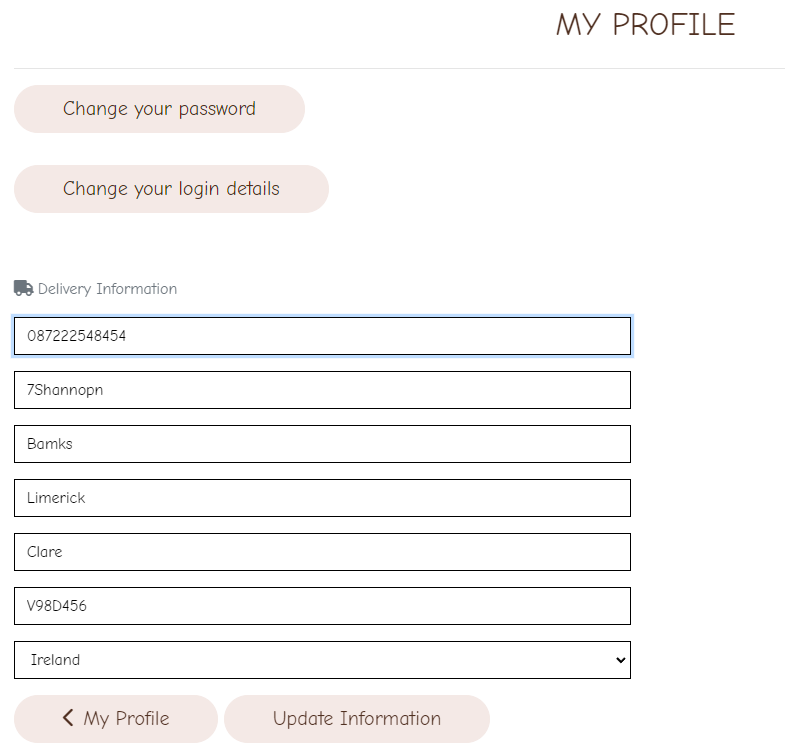 MY PROFILE
Change your password
Change your login details
Delivery Information
087222548454
7Shannopn
Bamks
Limerick
Clare
V98D456
Ireland
My Profile Update Information